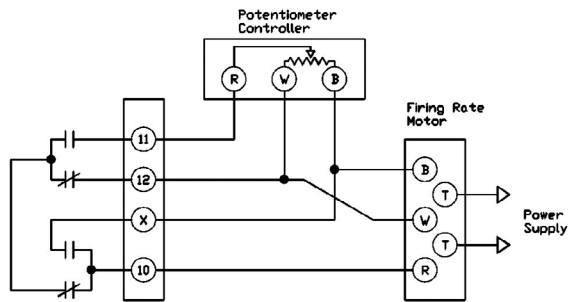 Potentiometer
Controller
R
W
B
Firing Rate
Motor
11
12
X
10
B
T
W
T
R
Power
Supply